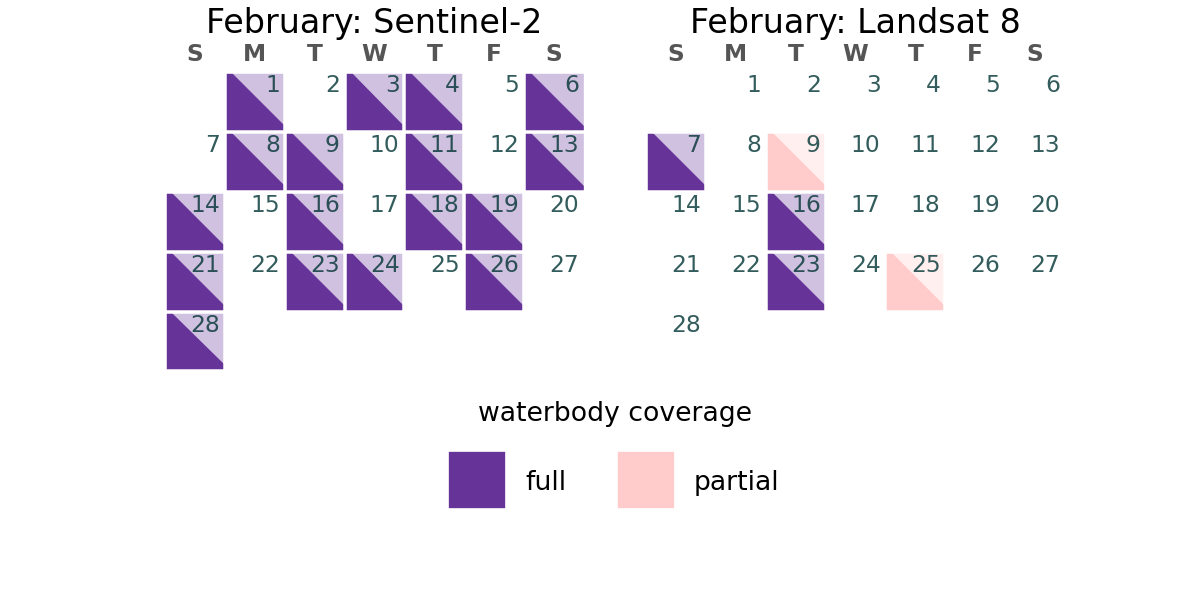 February: Sentinel-2
S M T W T F S
1 2 3 4 5 6
7 8 9 10 11 12 13
14 15 16 17 18 19 20
21 22 23 24 25 26 27
28
February: Landsat 8
S M T W T F S
1 2 3 4 5 6
7 8 9 10 11 12 13
14 15 16 17 18 19 20
21 22 23 24 25 26 27
28
waterbody coverage
full partial